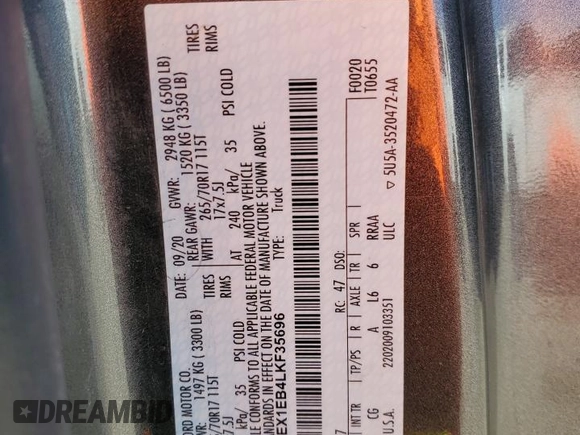 ORD MOTOR CO. DATE: 09/20 GVWR: 2948 KG ( 6500 LB)
1497 KG ( 3300 LB) REAR GAWR: 1520 KG ( 3350 LB)
70R17 115T TIRES WITH 265/70R17 115T TIRES
7.5J RIMS 17x7.5J RIMS
kPa/ 35 PSI COLD AT 240 kPa/ 35 PSI COLD
CONFORMS TO ALL APPLICABLE FEDERAL MOTOR VEHICLE
STANDARDS IN EFFECT ON THE DATE OF MANUFACTURE SHOWN ABOVE.
EX1EB4LKF35696 TYPE: Truck
F0020
T0655
7 RC: 47 DSO:
INT TR TP/PS R AXLE TR SPR
CG A L6 6 RRAA
U.S.A. 2202009103351 ULC ▽ 5U5A-3520472-AA
DREAMBID